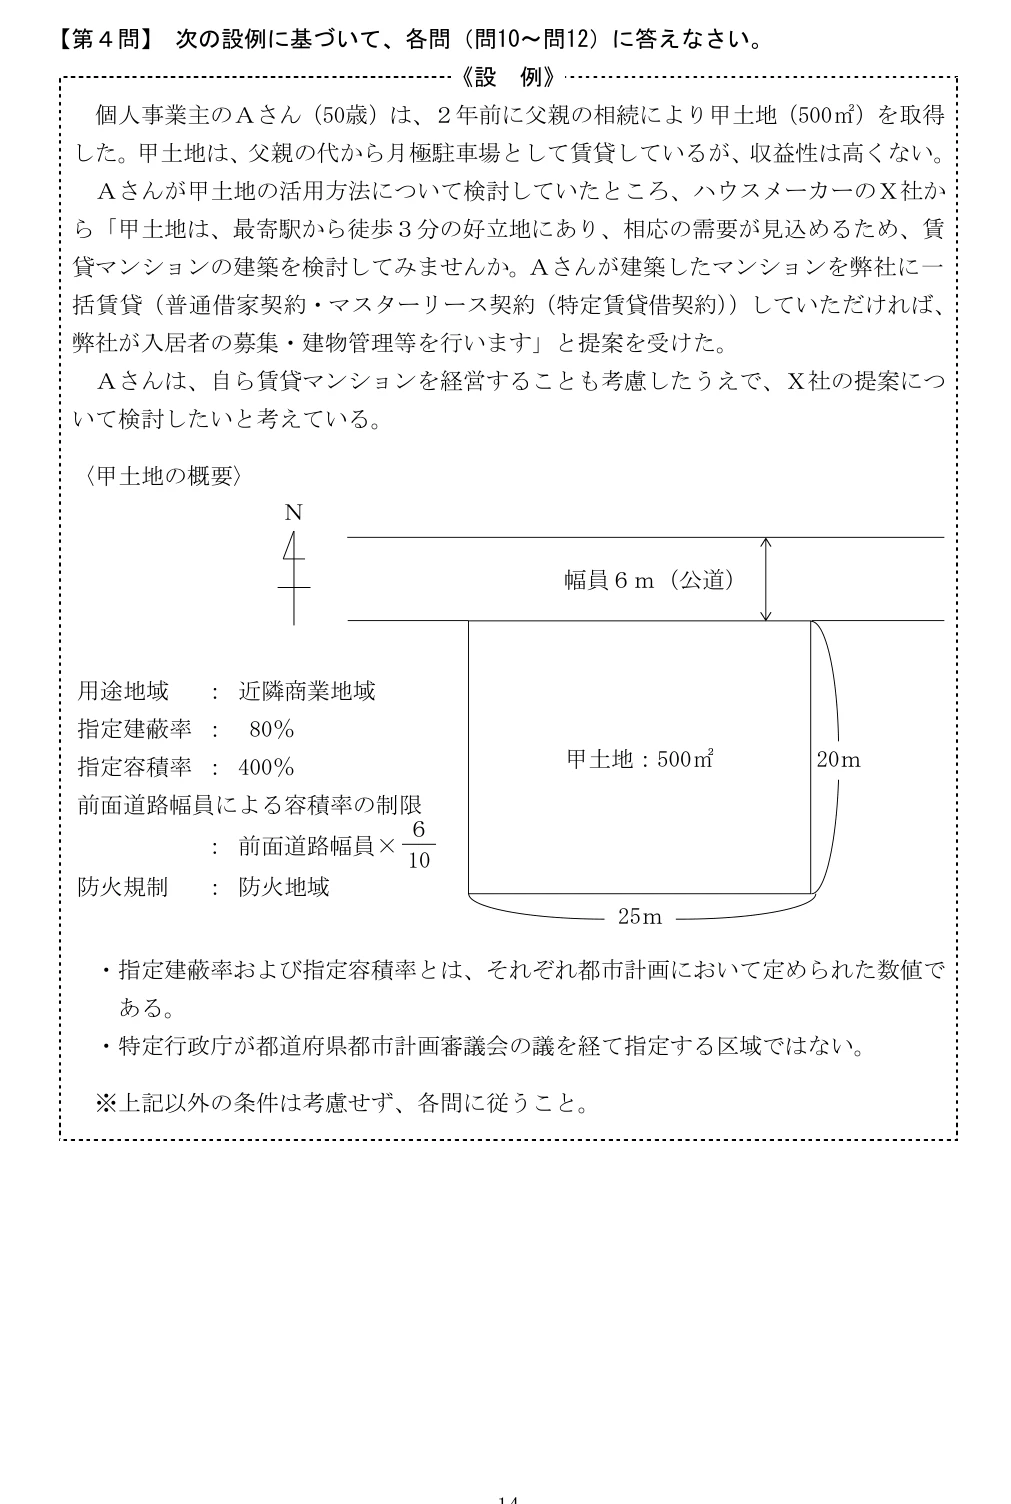 【第４問】 次の設例に基づいて、各問（問10～問12）に答えなさい。
《設　例》
個人事業主のＡさん（50歳）は、２年前に父親の相続により甲土地（500㎡）を取得
した。甲土地は、父親の代から月極駐車場として賃貸しているが、収益性は高くない。
Ａさんが甲土地の活用方法について検討していたところ、ハウスメーカーのＸ社か
ら「甲土地は、最寄駅から徒歩３分の好立地にあり、相応の需要が見込めるため、賃
貸マンションの建築を検討してみませんか。Ａさんが建築したマンションを弊社に一
括賃貸（普通借家契約・マスターリース契約（特定賃貸借契約））していただければ、
弊社が入居者の募集・建物管理等を行います」と提案を受けた。
Ａさんは、自ら賃貸マンションを経営することも考慮したうえで、Ｘ社の提案につ
いて検討したいと考えている。
〈甲土地の概要〉
N
幅員６ｍ（公道）
用途地域　：　近隣商業地域
指定建蔽率　：　80％
指定容積率　：　400％
前面道路幅員による容積率の制限
：　前面道路幅員×6/10
防火規制　：　防火地域
甲土地：500㎡
20m
25m
・指定建蔽率および指定容積率とは、それぞれ都市計画において定められた数値で
ある。
・特定行政庁が都道府県都市計画審議会の議を経て指定する区域ではない。
※上記以外の条件は考慮せず、各問に従うこと。
14